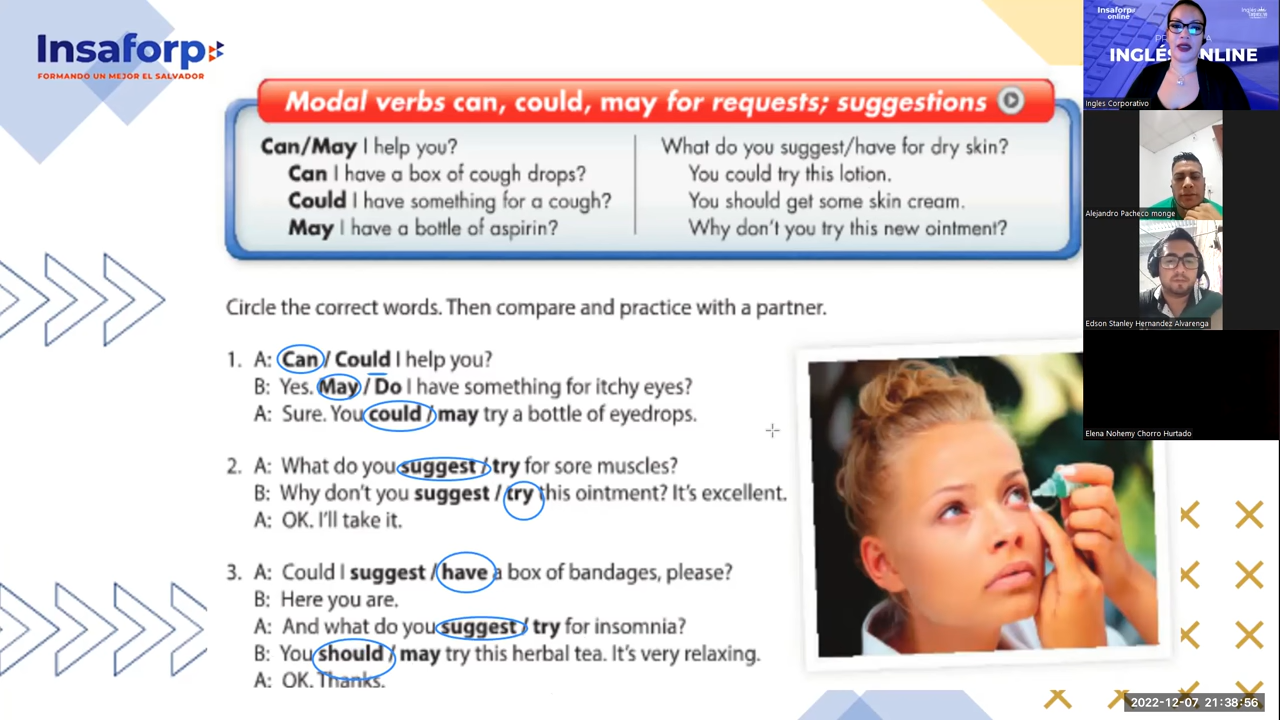 Insaforp
FORMANDO UN MEJOR EL SALVADOR
Modal verbs can, could, may for requests; suggestions
Can/May I help you?
Can I have a box of cough drops?
Could I have something for a cough?
May I have a bottle of aspirin?
What do you suggest/have for dry skin?
You could try this lotion.
You should get some skin cream.
Why don't you try this new ointment?
Circle the correct words. Then compare and practice with a partner.
1. A: Can / Could I help you?
B: Yes. May / Do I have something for itchy eyes?
A: Sure. You could / may try a bottle of eyedrops.
2. A: What do you suggest / try for sore muscles?
B: Why don't you suggest / try this ointment? It's excellent.
A: OK. I'll take it.
3. A: Could I suggest / have a box of bandages, please?
B: Here you are.
A: And what do you suggest / try for insomnia?
B: You should / may try this herbal tea. It's very relaxing.
A: OK. Thanks.
Insaforp
online
INGLÉS ONLINE
Ingles Corporativo
Alejandro Pacheco monge
Edson Stanley Hernandez Alvarenga
Elena Nohemy Chorro Hurtado
2022-12-07 21:38:56